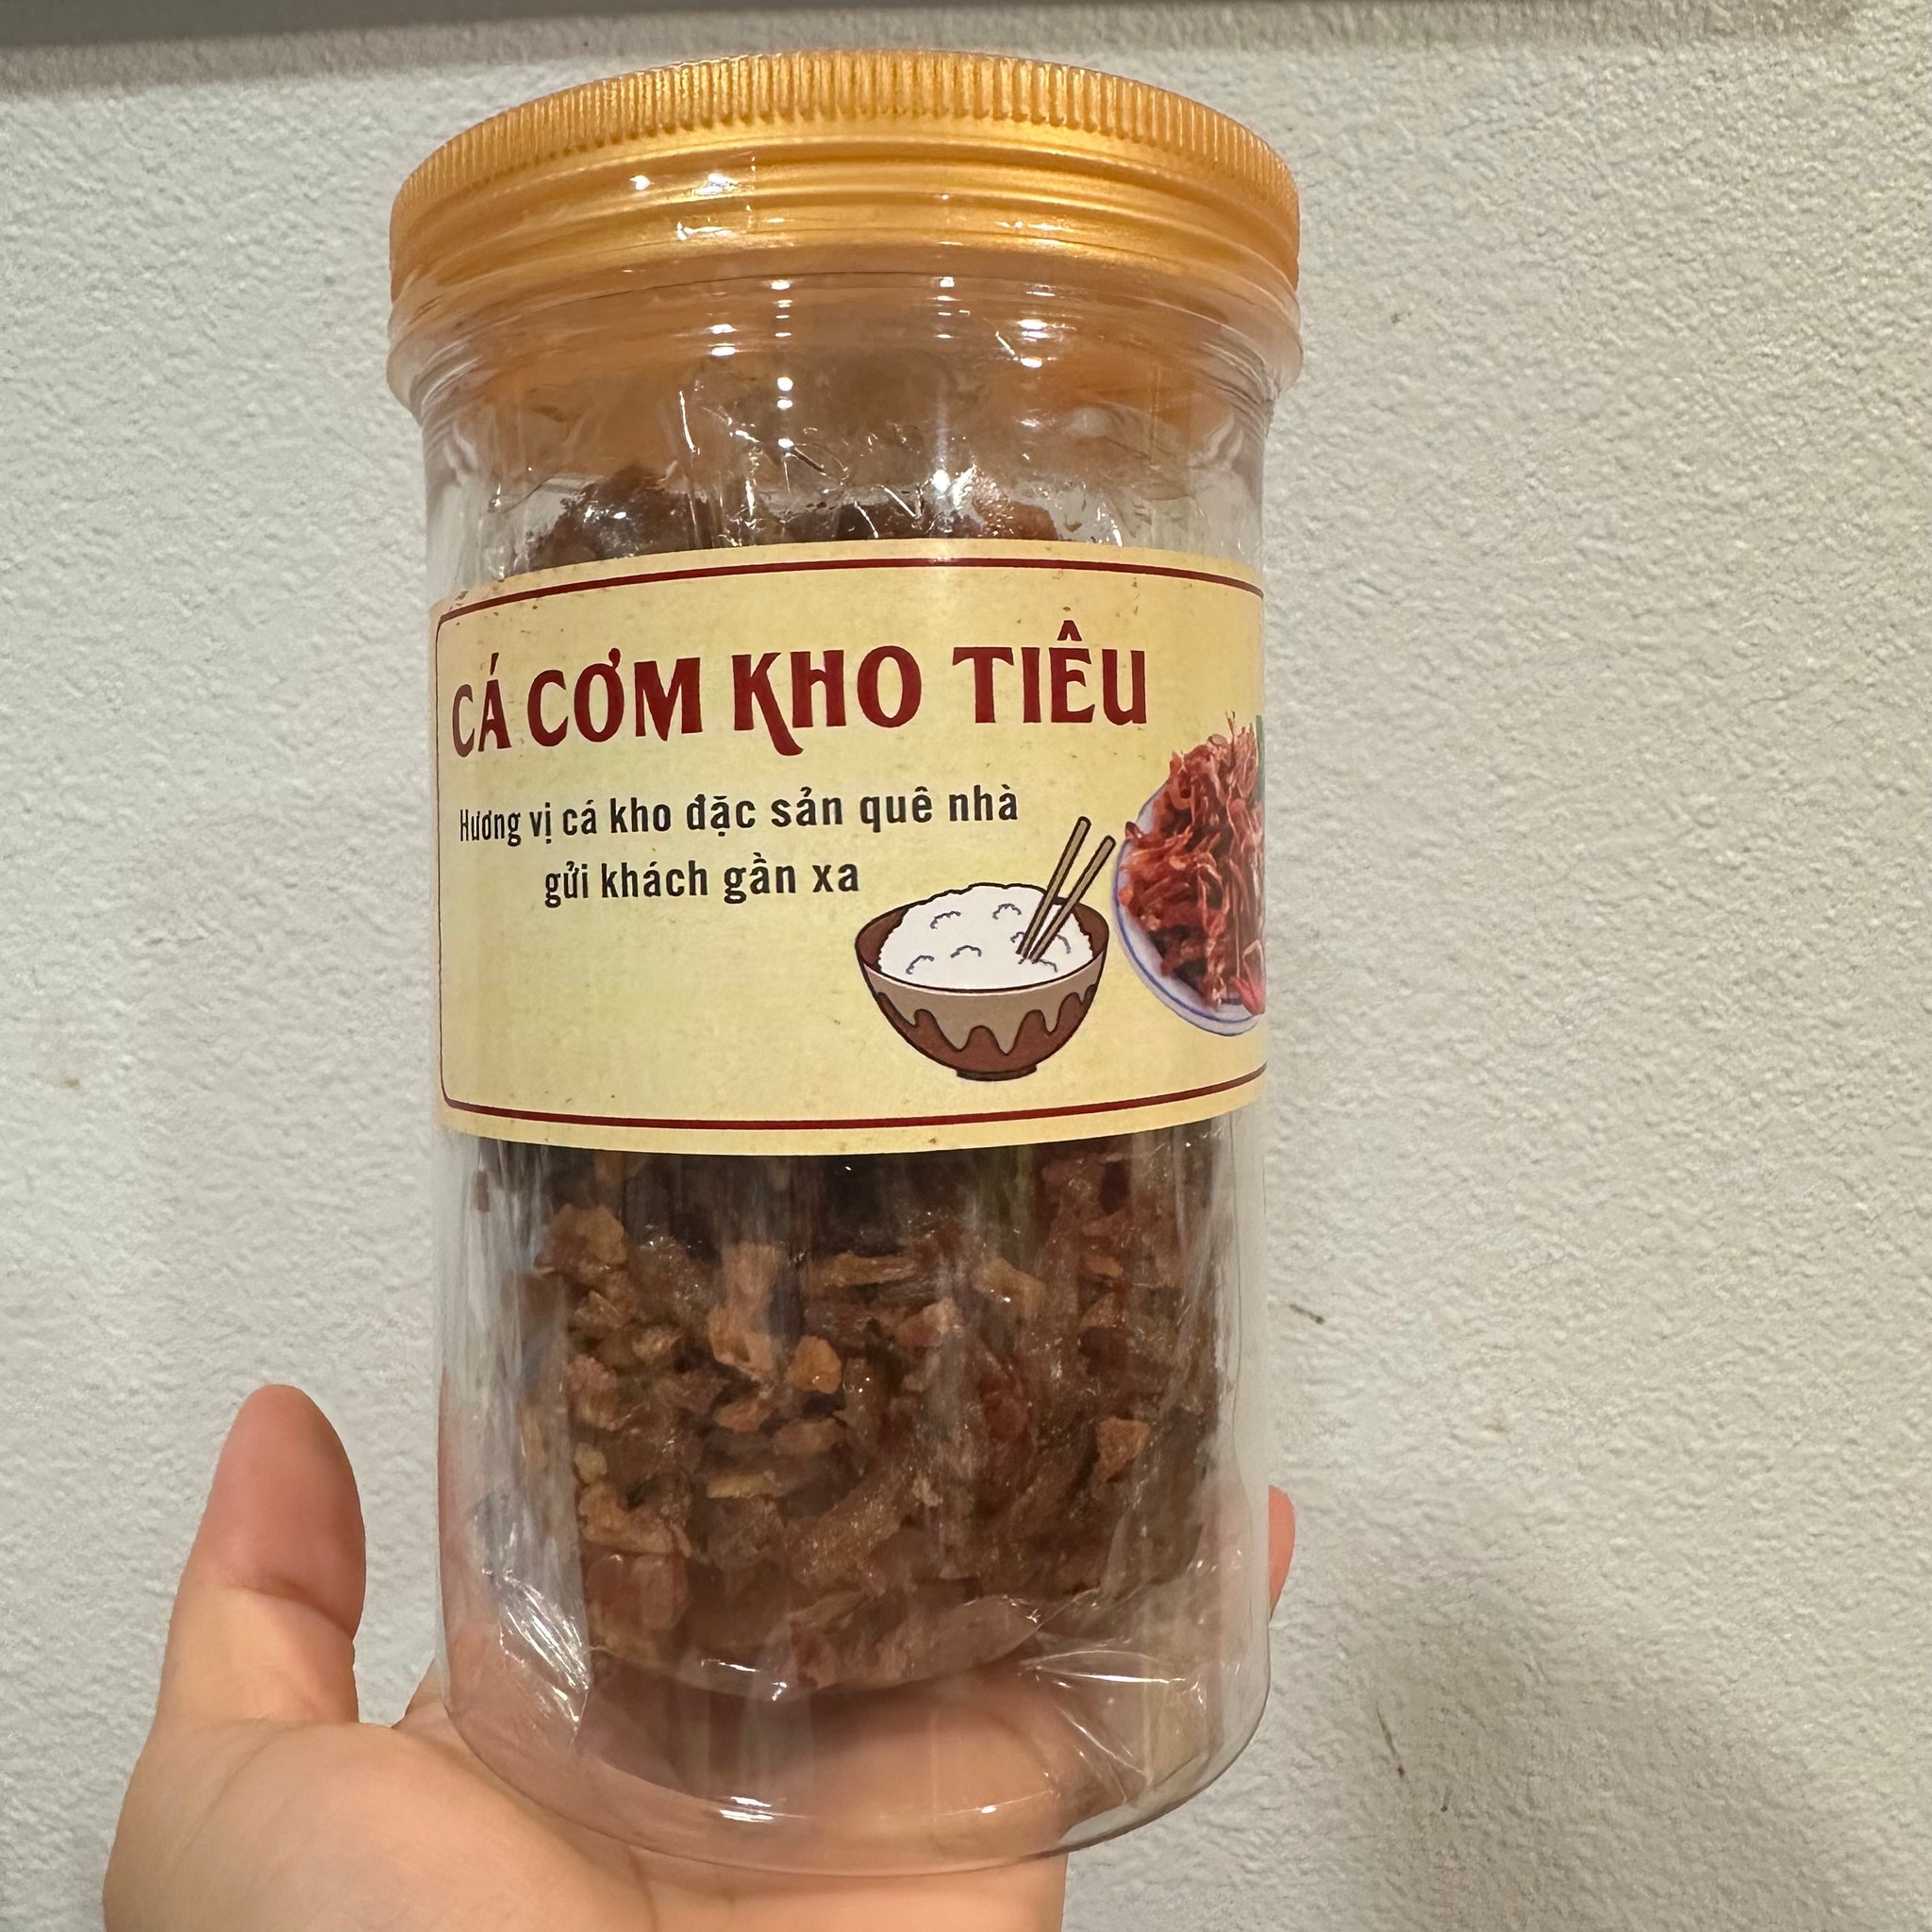 CÁ CƠM KHO TIÊU
Hương vị cá kho đặc sản quê nhà
gửi khách gần xa